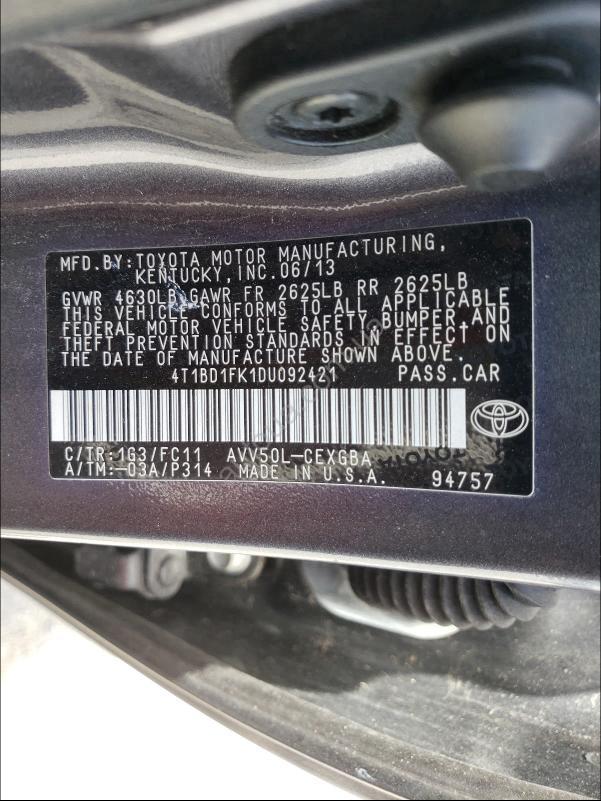 MFD.BY:TOYOTA MOTOR MANUFACTURING,
KENTUCKY, INC. 06/13
GVWR 4630LB GAWR FR 2625LB RR 2625LB
THIS VEHICLE CONFORMS TO ALL APPLICABLE
FEDERAL MOTOR VEHICLE SAFETY, BUMPER, AND
THEFT PREVENTION STANDARDS IN EFFECT ON
THE DATE OF MANUFACTURE SHOWN ABOVE.
4T1BD1FK1DU092421 PASS.CAR
C/TR:1G3/FC11 AVV50L-CEXGBA
A/TM:-03A/P314 MADE IN U.S.A. 94757